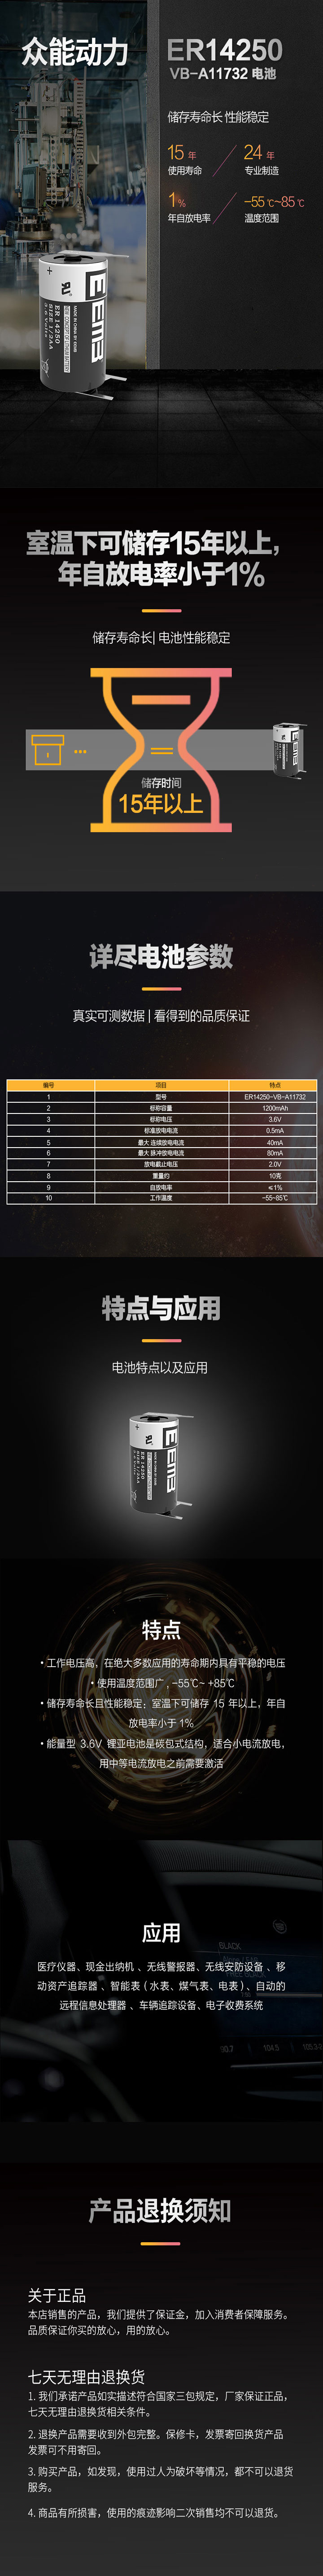 众能动力
ER14250
VB-A11732 电池
储存寿命长 性能稳定
15 年
24 年
使用寿命
专业制造
1%
-55℃~85℃
年自放电率
温度范围
EEMB
ER 14250
SIZE 1/2AA
3.6 Volts
MADE IN CHINA BY EEMB
室温下可储存15年以上,
年自放电率小于1%
储存寿命长| 电池性能稳定
储存时间
15年以上
详尽电池参数
真实可测数据 | 看得到的品质保证
编号 项目 特点
1 型号 ER14250-VB-A11732
2 标称容量 1200mAh
3 标称电压 3.6V
4 标准放电电流 0.5mA
5 最大 连续放电电流 40mA
6 最大 脉冲放电电流 80mA
7 放电截止电压 2.0V
8 重量约 10克
9 自放电率 ≤1%
10 工作温度 -55~85℃
特点与应用
电池特点以及应用
EEMB
ER 14250
SIZE 1/2AA
特点
• 工作电压高，在绝大多数应用的寿命期内具有平稳的电压
• 使用温度范围广，-55℃~ +85℃
• 储存寿命长且性能稳定；室温下可储存 15 年以上，年自
放电率小于 1%
• 能量型 3.6V 锂亚电池是碳包式结构，适合小电流放电，
用中等电流放电之前需要激活
应用
BLACK
医疗仪器、现金出纳机 、无线警报器、无线安防设备 、移
动资产追踪器 、智能表 ( 水表、煤气表、电表 ) 、自动的
远程信息处理器 、车辆追踪设备、电子收费系统
90.7 104.5
产品退换须知
关于正品
本店销售的产品，我们提供了保证金，加入消费者保障服务。
品质保证你买的放心，用的放心。
七天无理由退换货
1. 我们承诺产品如实描述符合国家三包规定，厂家保证正品，
七天无理由退换货相关条件。
2. 退换产品需要收到外包完整。保修卡，发票寄回换货产品
发票可不用寄回。
3. 购买产品，如发现，使用过人为破坏等情况，都不可以退货
服务。
4. 商品有所损害，使用的痕迹影响二次销售均不可以退货。